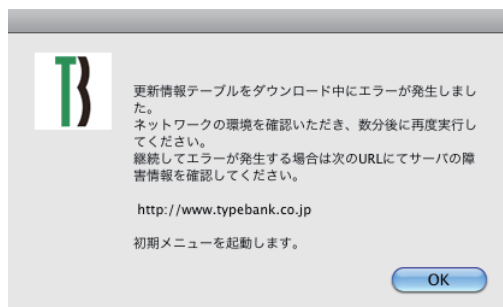 TB
更新情報テーブルをダウンロード中にエラーが発生しまし
た。
ネットワークの環境を確認いただき、数分後に再度実行し
てください。
継続してエラーが発生する場合は次のURLにてサーバの障
害情報を確認してください。
http://www.typebank.co.jp
初期メニューを起動します。
OK